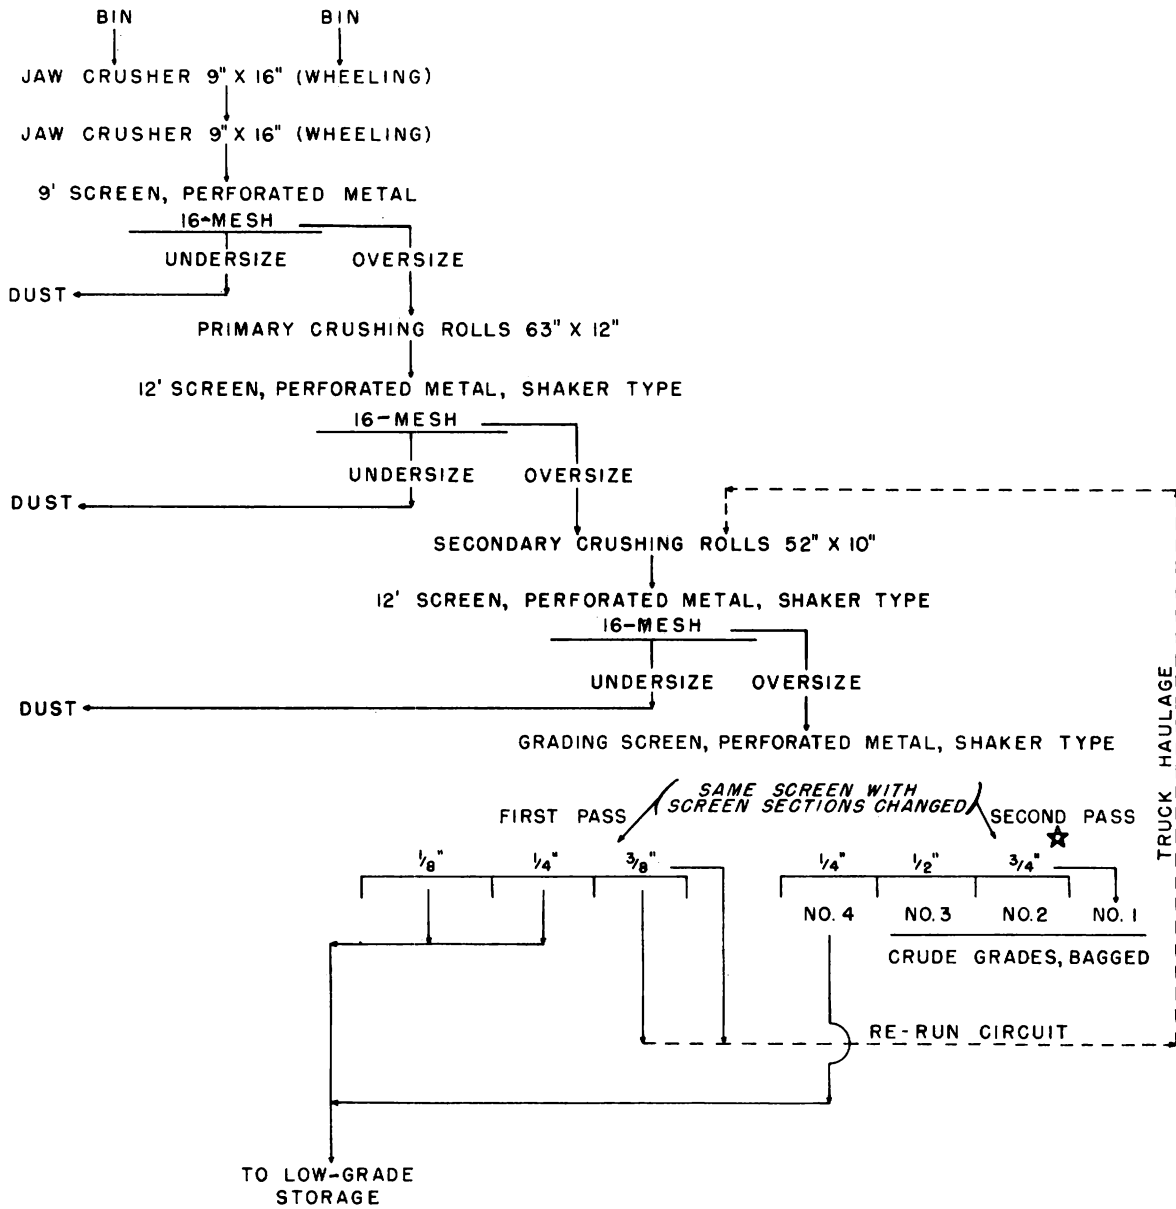 BIN BIN
JAW CRUSHER 9" X 16" (WHEELING)
JAW CRUSHER 9" X 16" (WHEELING)
9' SCREEN, PERFORATED METAL
16-MESH
UNDERSIZE OVERSIZE
DUST
PRIMARY CRUSHING ROLLS 63" X 12"
12' SCREEN, PERFORATED METAL, SHAKER TYPE
16-MESH
UNDERSIZE OVERSIZE
DUST
SECONDARY CRUSHING ROLLS 52" X 10"
12' SCREEN, PERFORATED METAL, SHAKER TYPE
16-MESH
UNDERSIZE OVERSIZE
DUST
GRADING SCREEN, PERFORATED METAL, SHAKER TYPE
(SAME SCREEN WITH
SCREEN SECTIONS CHANGED)
FIRST PASS SECOND PASS
1/8" 1/4" 3/8" 1/4" 1/2" 3/4"
NO. 4 NO. 3 NO. 2 NO. 1
CRUDE GRADES, BAGGED
RE-RUN CIRCUIT
TRUCK HAULAGE
TO LOW-GRADE
STORAGE